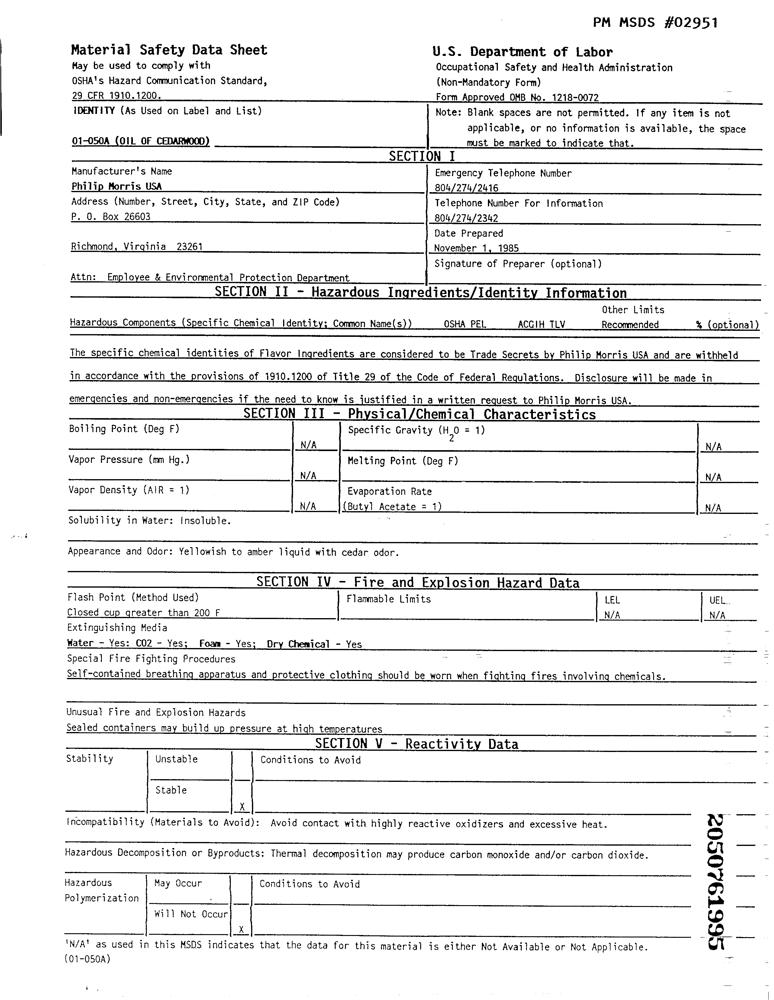 PM MSDS #02951
Material Safety Data Sheet
May be used to comply with
OSHA's Hazard Communication Standard,
29 CFR 1910.1200.
U.S. Department of Labor
Occupational Safety and Health Administration
(Non-Mandatory Form)
Form Approved OMB No. 1218-0072
IDENTITY (As Used on Label and List)
01-050A (OIL OF CEDARWOOD)
Note: Blank spaces are not permitted. If any item is not
applicable, or no information is available, the space
must be marked to indicate that.
SECTION I
Manufacturer's Name
Philip Morris USA
Address (Number, Street, City, State, and ZIP Code)
P. O. Box 26603
Richmond, Virginia 23261
Attn: Employee & Environmental Protection Department
Emergency Telephone Number
804/274/2416
Telephone Number For Information
804/274/2342
Date Prepared
November 1, 1985
Signature of Preparer (optional)
SECTION II - Hazardous Ingredients/Identity Information
Other Limits
Hazardous Components (Specific Chemical Identity; Common Name(s)) OSHA PEL ACGIH TLV Recommended % (optional)
The specific chemical identities of Flavor Ingredients are considered to be Trade Secrets by Philip Morris USA and are withheld
in accordance with the provisions of 1910.1200 of Title 29 of the Code of Federal Regulations. Disclosure will be made in
emergencies and non-emergencies if the need to know is justified in a written request to Philip Morris USA.
SECTION III - Physical/Chemical Characteristics
Boiling Point (Deg F) N/A
Specific Gravity (H2O = 1) N/A
Vapor Pressure (mm Hg.) N/A
Melting Point (Deg F) N/A
Vapor Density (AIR = 1) N/A
Evaporation Rate
(Butyl Acetate = 1) N/A
Solubility in Water: Insoluble.
Appearance and Odor: Yellowish to amber liquid with cedar odor.
SECTION IV - Fire and Explosion Hazard Data
Flash Point (Method Used)
Closed cup greater than 200 F
Flammable Limits
LEL
N/A
UEL
N/A
Extinguishing Media
Water - Yes: CO2 - Yes; Foam - Yes; Dry Chemical - Yes
Special Fire Fighting Procedures
Self-contained breathing apparatus and protective clothing should be worn when fighting fires involving chemicals.
Unusual Fire and Explosion Hazards
Sealed containers may build up pressure at high temperatures
SECTION V - Reactivity Data
Stability
Unstable
Conditions to Avoid
Stable
X
Incompatibility (Materials to Avoid): Avoid contact with highly reactive oxidizers and excessive heat.
Hazardous Decomposition or Byproducts: Thermal decomposition may produce carbon monoxide and/or carbon dioxide.
Hazardous
Polymerization
May Occur
Conditions to Avoid
Will Not Occur
X
'N/A' as used in this MSDS indicates that the data for this material is either Not Available or Not Applicable.
(01-050A)
2050761995